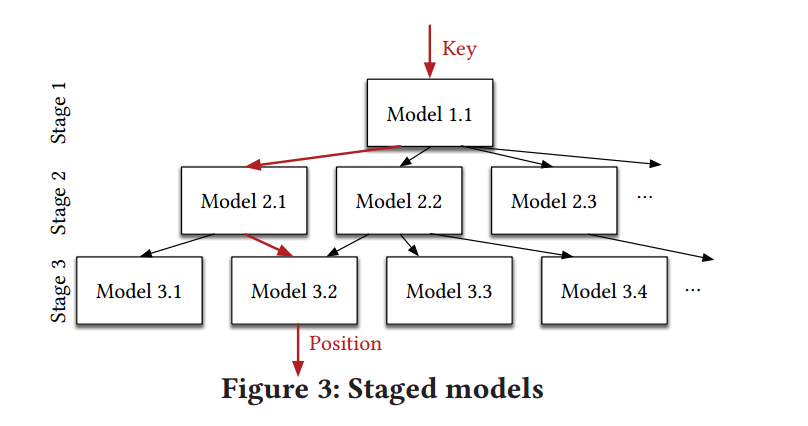 Key
Stage 1
Model 1.1
Stage 2
Model 2.1
Model 2.2
Model 2.3
...
Stage 3
Model 3.1
Model 3.2
Model 3.3
Model 3.4
...
Position
Figure 3: Staged models